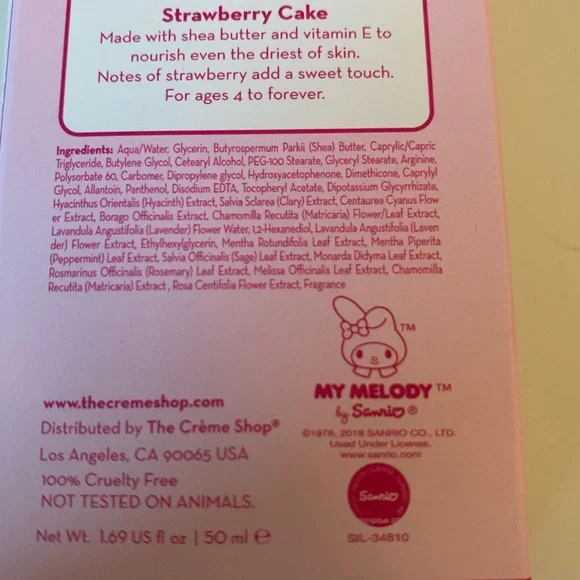 Strawberry Cake
Made with shea butter and vitamin E to
nourish even the driest of skin.
Notes of strawberry add a sweet touch.
For ages 4 to forever.
Ingredients: Aqua/Water, Glycerin, Butyrospermum Parkii (Shea) Butter, Caprylic/Capric
Triglyceride, Butylene Glycol, Cetearyl Alcohol, PEG-100 Stearate, Glyceryl Stearate, Arginine,
Polysorbate 60, Carbomer, Dipropylene glycol, Hydroxyacetophenone, Dimethicone, Caprylyl
Glycol, Allantoin, Panthenol, Disodium EDTA, Tocopheryl Acetate, Dipotassium Glycyrrhizate,
Hyacinthus Orientalis (Hyacinth) Extract, Salvia Sclarea (Clary) Extract, Centaurea Cyanus Flow
er Extract, Borago Officinalis Extract, Chamomilla Recutita (Matricaria) Flower/Leaf Extract,
Lavandula Angustifolia (Lavender) Flower Water, 1,2-Hexanediol, Lavandula Angustifolia (Laven
der) Flower Extract, Ethylhexylglycerin, Mentha Rotundifolia Leaf Extract, Mentha Piperita
(Peppermint) Leaf Extract, Salvia Officinalis (Sage) Leaf Extract, Monarda Didyma Leaf Extract,
Rosmarinus Officinalis (Rosemary) Leaf Extract, Melissa Officinalis Leaf Extract, Chamomilla
Recutita (Matricaria) Extract, Rosa Centifolia Flower Extract, Fragrance
TM
MY MELODY™
by Sanrio®
©1976, 2018 SANRIO CO., LTD.
Used Under License.
www.sanrio.com
Sanrio
USA
SIL-34810
www.thecremeshop.com
Distributed by The Crème Shop®
Los Angeles, CA 90065 USA
100% Cruelty Free
NOT TESTED ON ANIMALS.
Net Wt. 1.69 US fl oz | 50 ml ℮